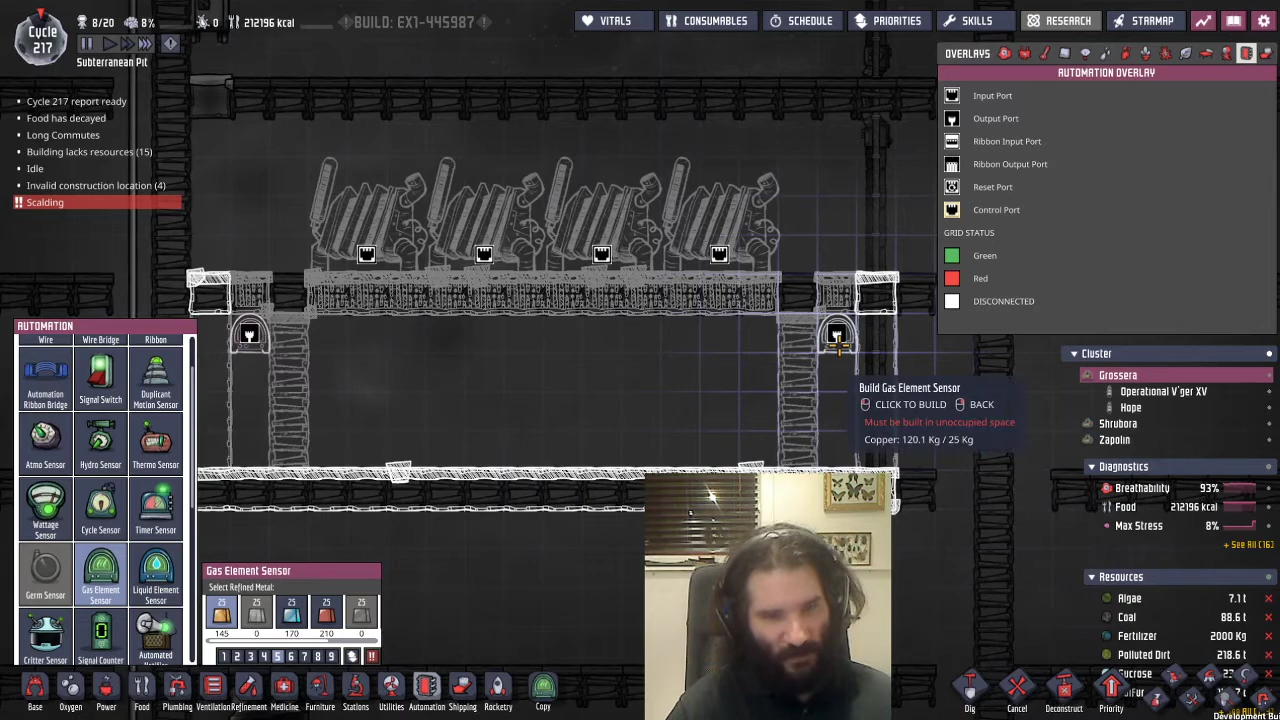 Cycle 217
8/20
8%
0
212196 kcal
BUILD: EX1-445987
Subterranean Pit
VITALS
CONSUMABLES
SCHEDULE
PRIORITIES
SKILLS
RESEARCH
STARMAP
Cycle 217 report ready
Food has decayed
Long Commutes
Building lacks resources (15)
Idle
Invalid construction location (4)
Scalding
OVERLAYS
AUTOMATION OVERLAY
Input Port
Output Port
Ribbon Input Port
Ribbon Output Port
Reset Port
Control Port
GRID STATUS
Green
Red
DISCONNECTED
AUTOMATION
Wire
Wire Bridge
Ribbon
Automation Ribbon Bridge
Signal Switch
Duplicant Motion Sensor
Atmo Sensor
Hydro Sensor
Thermo Sensor
Wattage Sensor
Cycle Sensor
Timer Sensor
Germ Sensor
Gas Element Sensor
Liquid Element Sensor
Critter Sensor
Signal Counter
Automated
Gas Element Sensor
Select Refined Metal:
25 25 25 25 25
145 0 170 210 0
1 2 3 4 5 6 8 9
Build Gas Element Sensor
CLICK TO BUILD BACK
Must be built in unoccupied space
Copper: 120.1 Kg / 25 Kg
Cluster
Grossera
Operational V'ger XV
Hope
Shrubora
Zapolin
Diagnostics
Breathability 93%
Food 212196 kcal
Max Stress 8%
+ See All (16)
Resources
Algae 7.1 t
Coal 88.6 t
Fertilizer 2000 Kg
Polluted Dirt 218.6 t
Base
Oxygen
Power
Food
Plumbing
Ventilation
Refinement
Medicine
Furniture
Stations
Utilities
Automation
Shipping
Rocketry
Copy
Dig
Cancel
Deconstruct
Priority